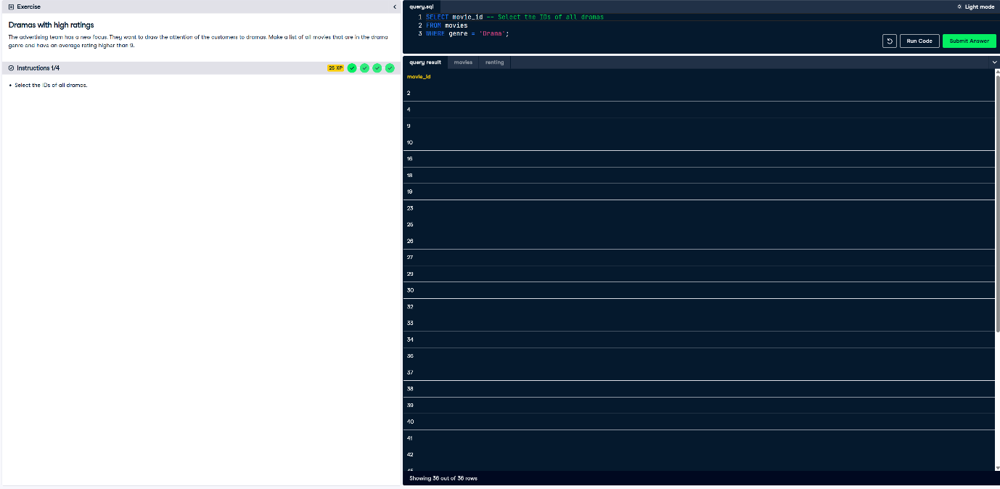 Exercise
Dramas with high ratings
The advertising team has a new focus. They want to draw the attention of the customers to dramas. Make a list of all movies that are in the drama
genre and have an average rating higher than 9.
Instructions 1/4
25 XP
• Select the IDs of all dramas.
query.sql
Light mode
1 SELECT movie_id -- Select the IDs of all dramas
2 FROM movies
3 WHERE genre = 'Drama';
Run Code
Submit Answer
query result
movies
renting
movie_id
2
4
9
10
16
18
19
23
25
26
27
29
30
32
33
34
36
37
38
39
40
41
42
Showing 36 out of 36 rows